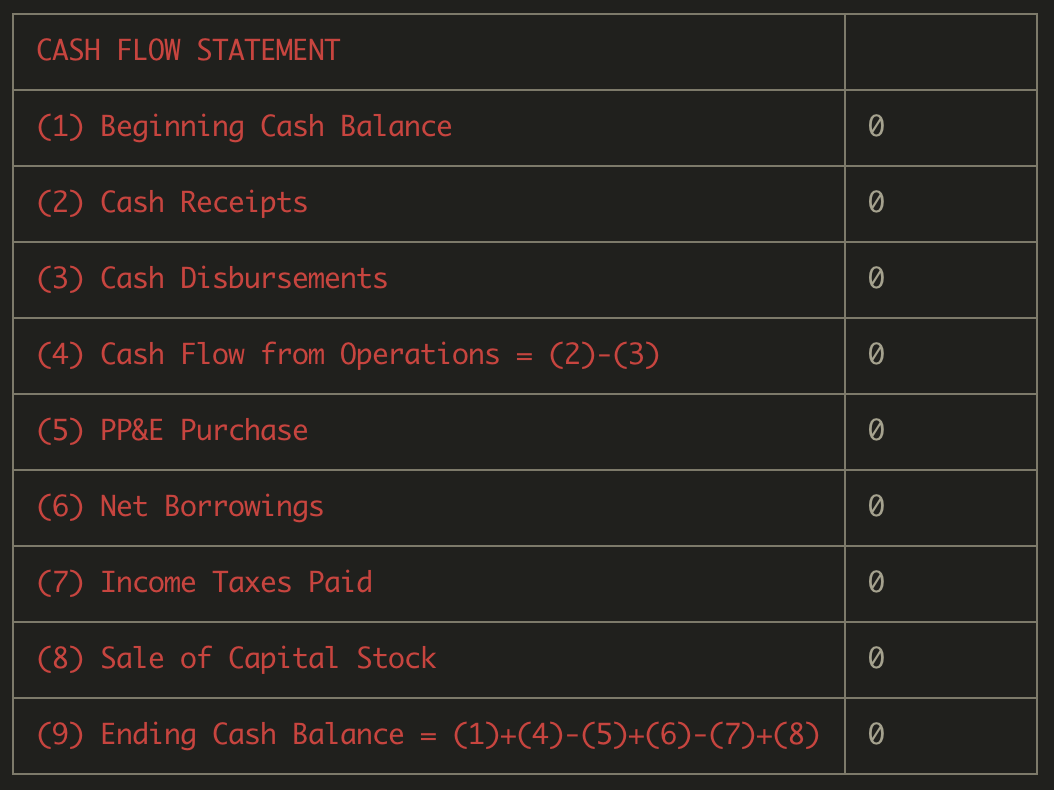 CASH FLOW STATEMENT
(1) Beginning Cash Balance 0
(2) Cash Receipts 0
(3) Cash Disbursements 0
(4) Cash Flow from Operations = (2)-(3) 0
(5) PP&E Purchase 0
(6) Net Borrowings 0
(7) Income Taxes Paid 0
(8) Sale of Capital Stock 0
(9) Ending Cash Balance = (1)+(4)-(5)+(6)-(7)+(8) 0